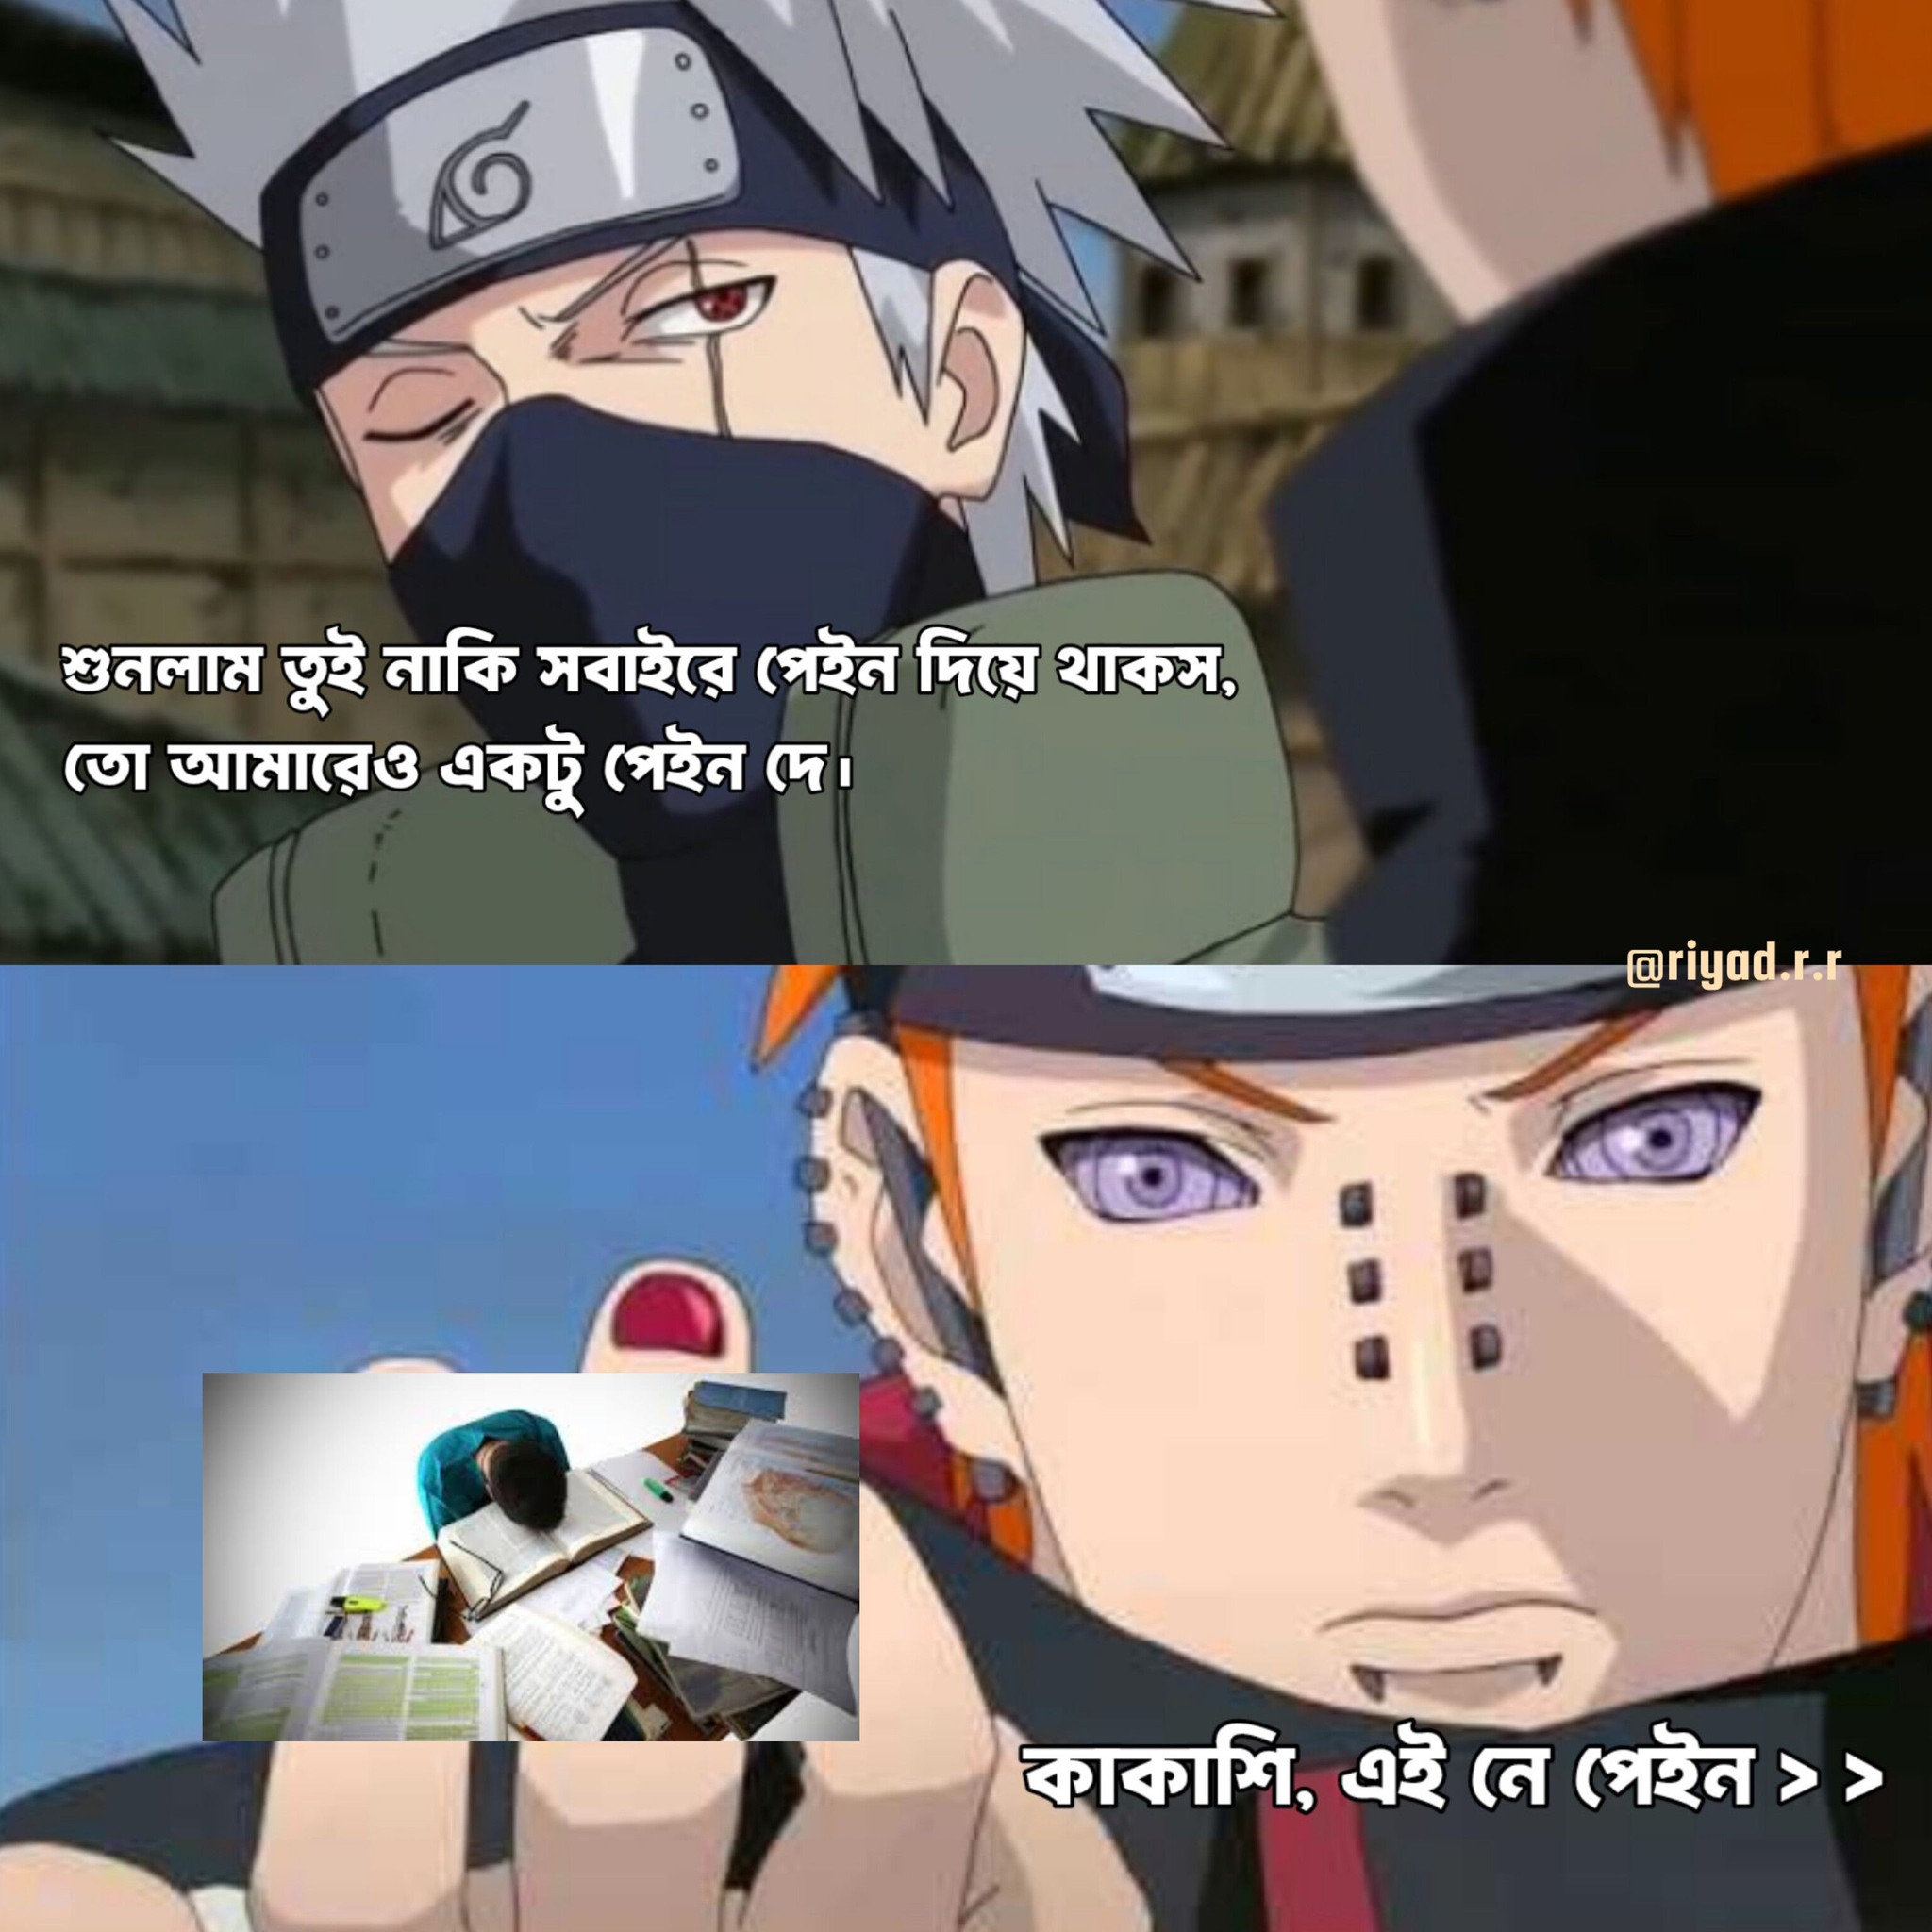 শুনলাম তুই নাকি সবাইরে পেইন দিয়ে থাকস,
তো আমারেও একটু পেইন দে।
@riyad.r.r
কাকাশি, এই নে পেইন > >